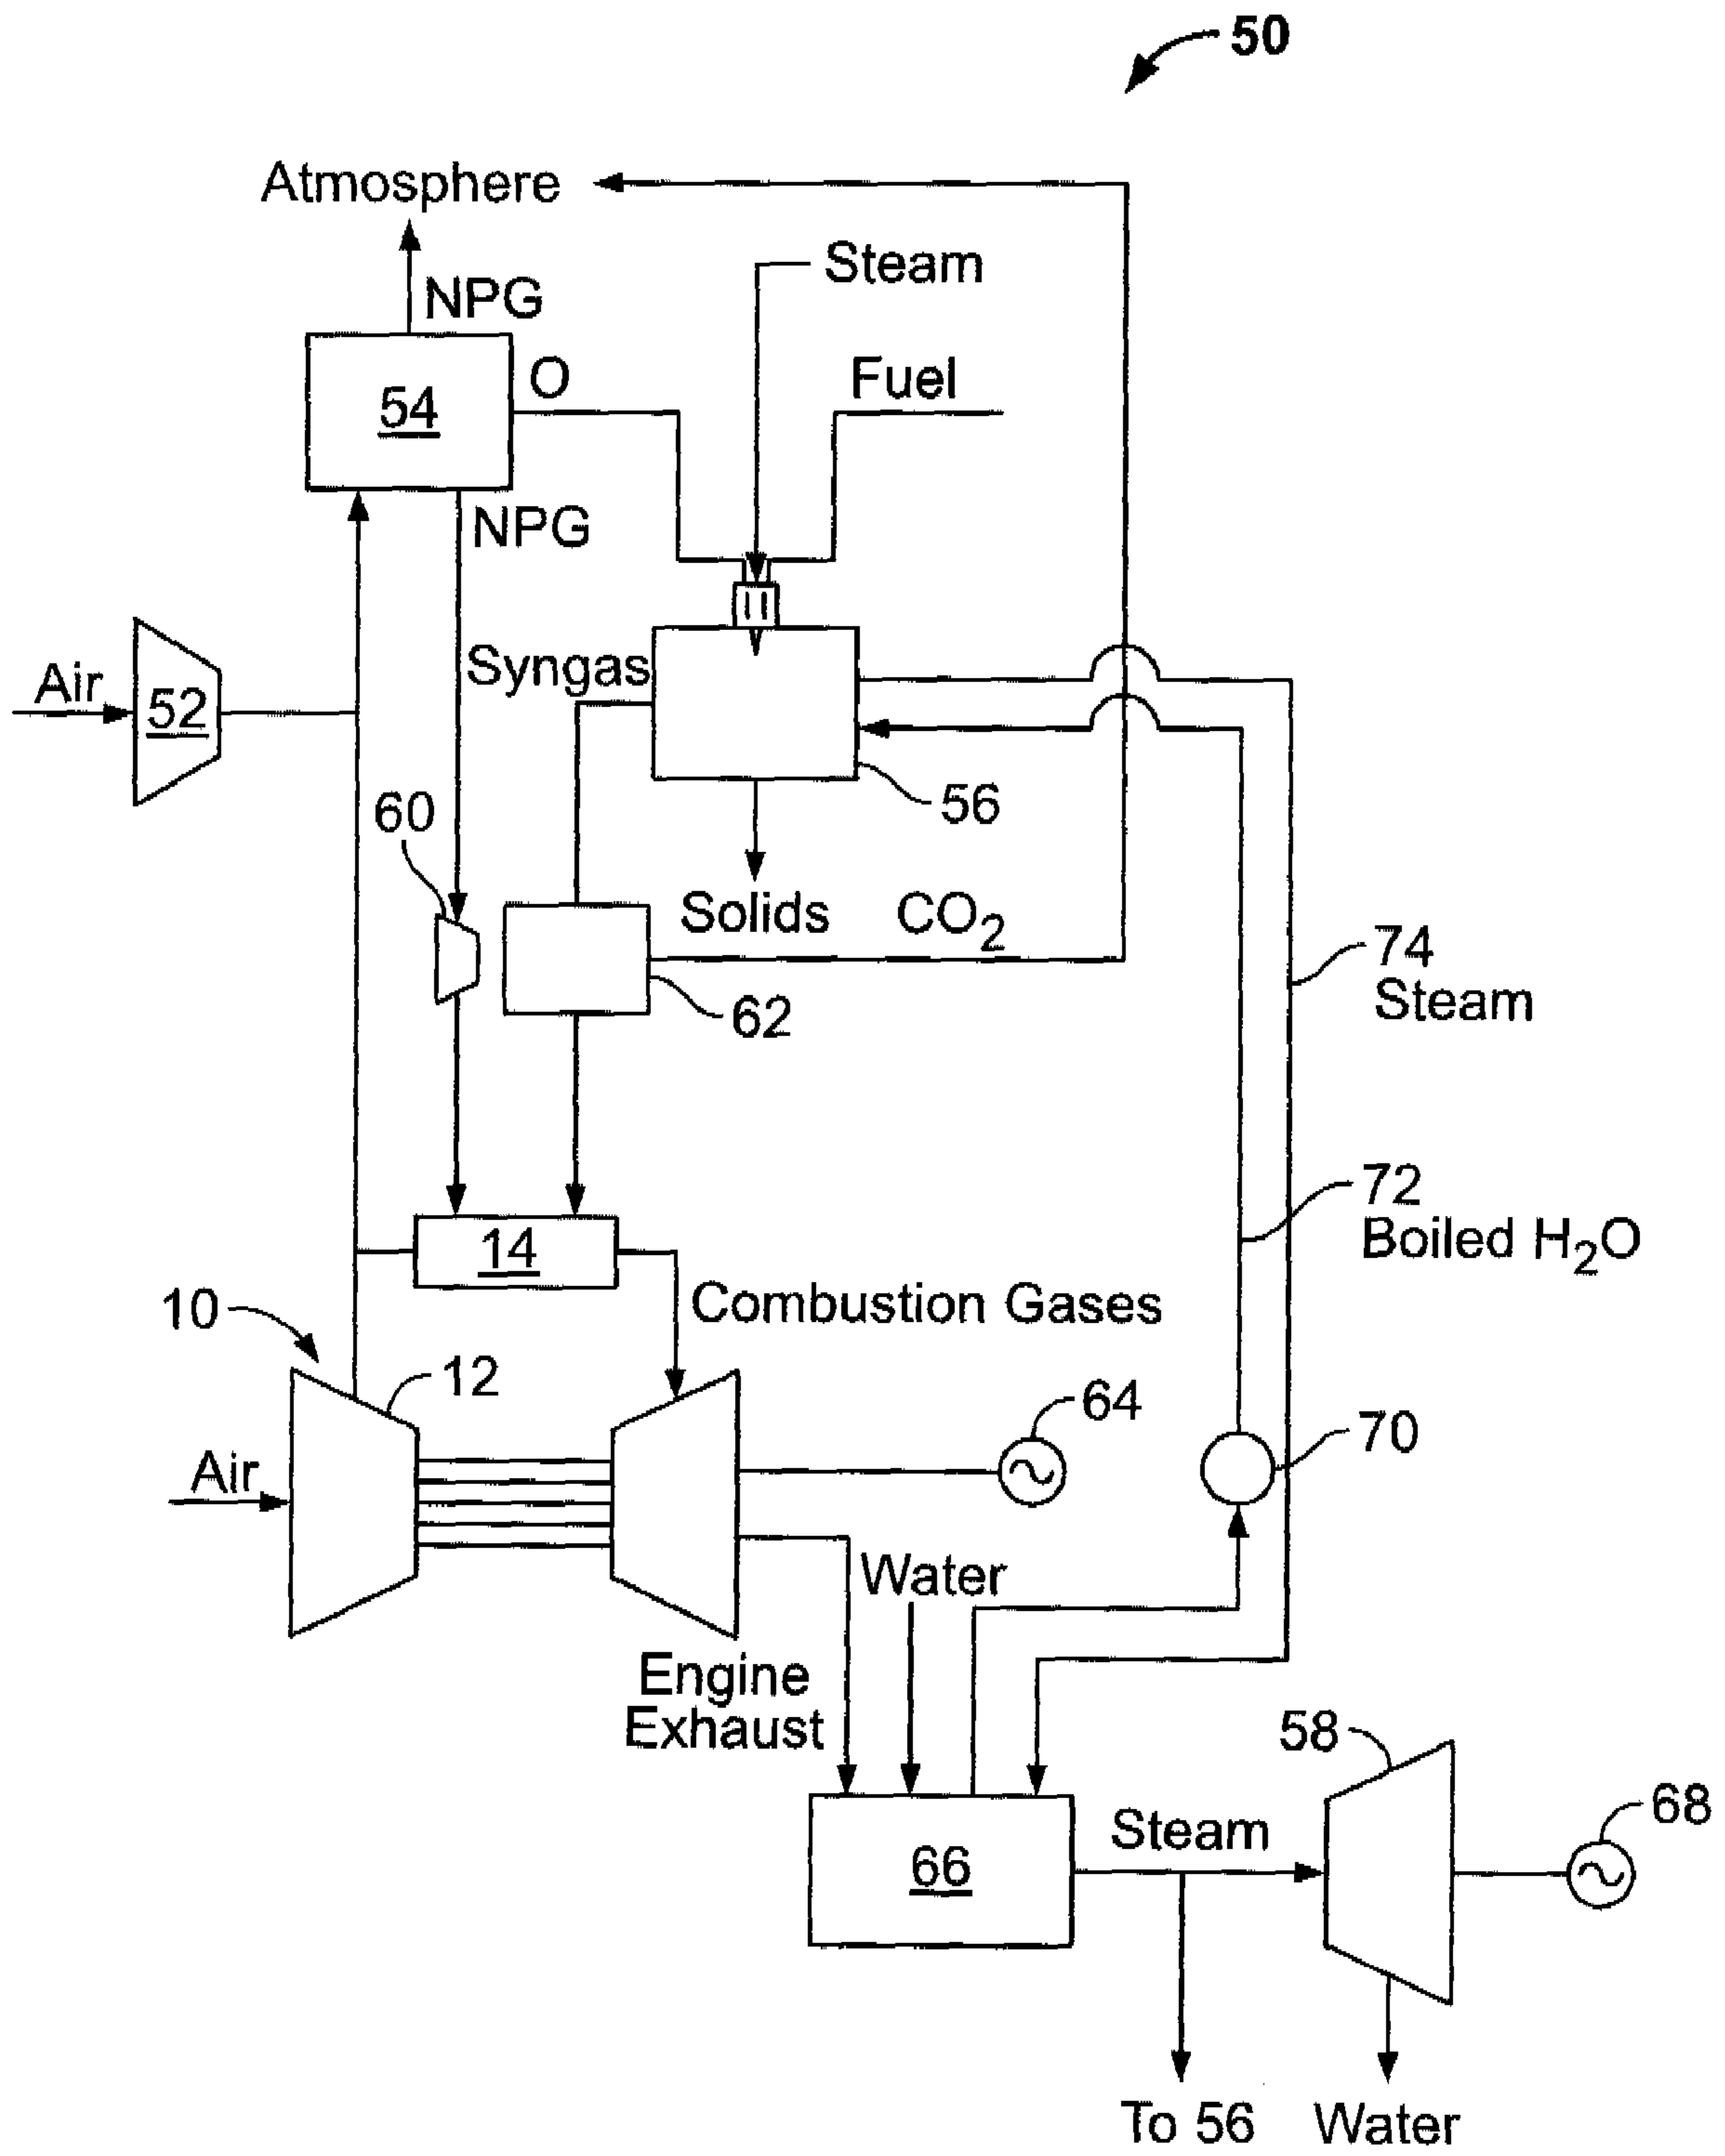 50
Atmosphere
Steam
NPG
O
Fuel
54
NPG
Syngas
Air
52
56
60
Solids
CO2
74
Steam
62
72
Boiled H2O
14
10
Combustion Gases
12
64
70
Air
Water
Engine
Exhaust
58
68
Steam
66
To 56
Water